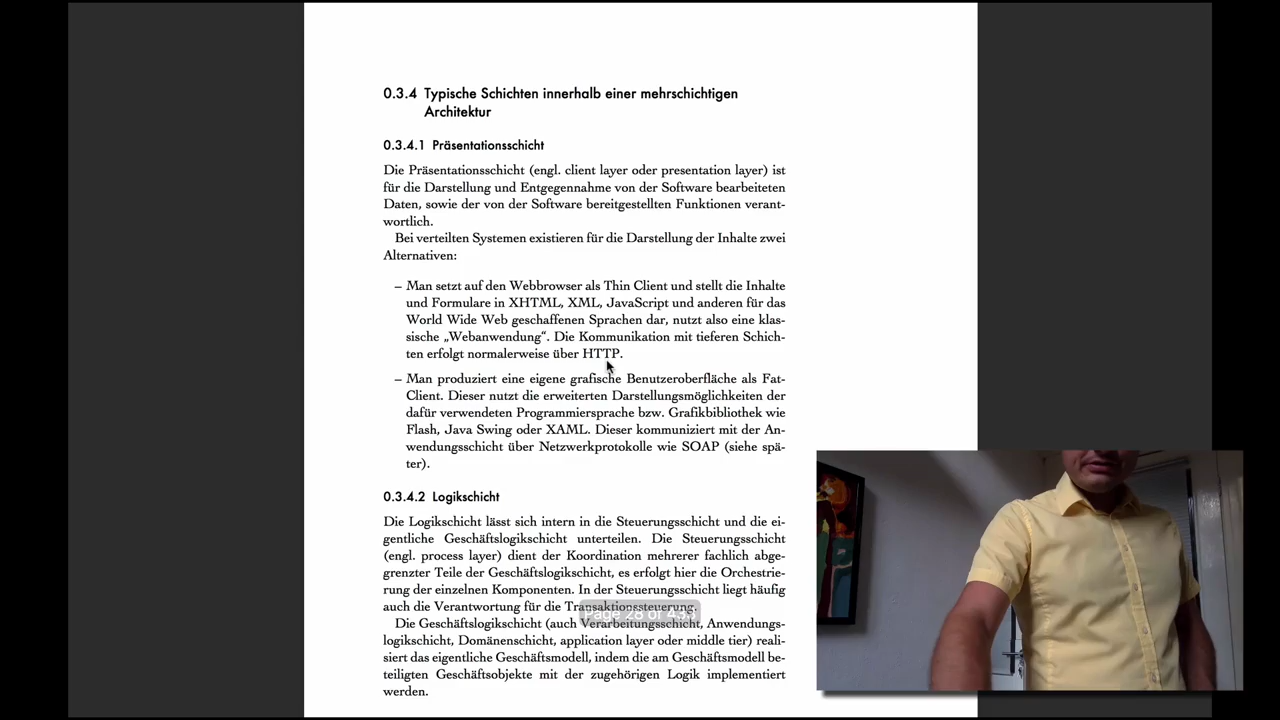 0.3.4 Typische Schichten innerhalb einer mehrschichtigen
Architektur
0.3.4.1 Präsentationsschicht
Die Präsentationsschicht (engl. client layer oder presentation layer) ist
für die Darstellung und Entgegennahme von der Software bearbeiteten
Daten, sowie der von der Software bereitgestellten Funktionen verant-
wortlich.
Bei verteilten Systemen existieren für die Darstellung der Inhalte zwei
Alternativen:
– Man setzt auf den Webbrowser als Thin Client und stellt die Inhalte
und Formulare in XHTML, XML, JavaScript und anderen für das
World Wide Web geschaffenen Sprachen dar, nutzt also eine klas-
sische „Webanwendung“. Die Kommunikation mit tieferen Schich-
ten erfolgt normalerweise über HTTP.
– Man produziert eine eigene grafische Benutzeroberfläche als Fat-
Client. Dieser nutzt die erweiterten Darstellungsmöglichkeiten der
dafür verwendeten Programmiersprache bzw. Grafikbibliothek wie
Flash, Java Swing oder XAML. Dieser kommuniziert mit der An-
wendungsschicht über Netzwerkprotokolle wie SOAP (siehe spä-
ter).
0.3.4.2 Logikschicht
Die Logikschicht lässt sich intern in die Steuerungsschicht und die ei-
gentliche Geschäftslogikschicht unterteilen. Die Steuerungsschicht
(engl. process layer) dient der Koordination mehrerer fachlich abge-
grenzter Teile der Geschäftslogikschicht, es erfolgt hier die Orchestrie-
rung der einzelnen Komponenten. In der Steuerungsschicht liegt häufig
auch die Verantwortung für die Transaktionssteuerung.
Page 28 of
Die Geschäftslogikschicht (auch Verarbeitungsschicht, Anwendungs-
logikschicht, Domänenschicht, application layer oder middle tier) reali-
siert das eigentliche Geschäftsmodell, indem die am Geschäftsmodell be-
teiligten Geschäftsobjekte mit der zugehörigen Logik implementiert
werden.